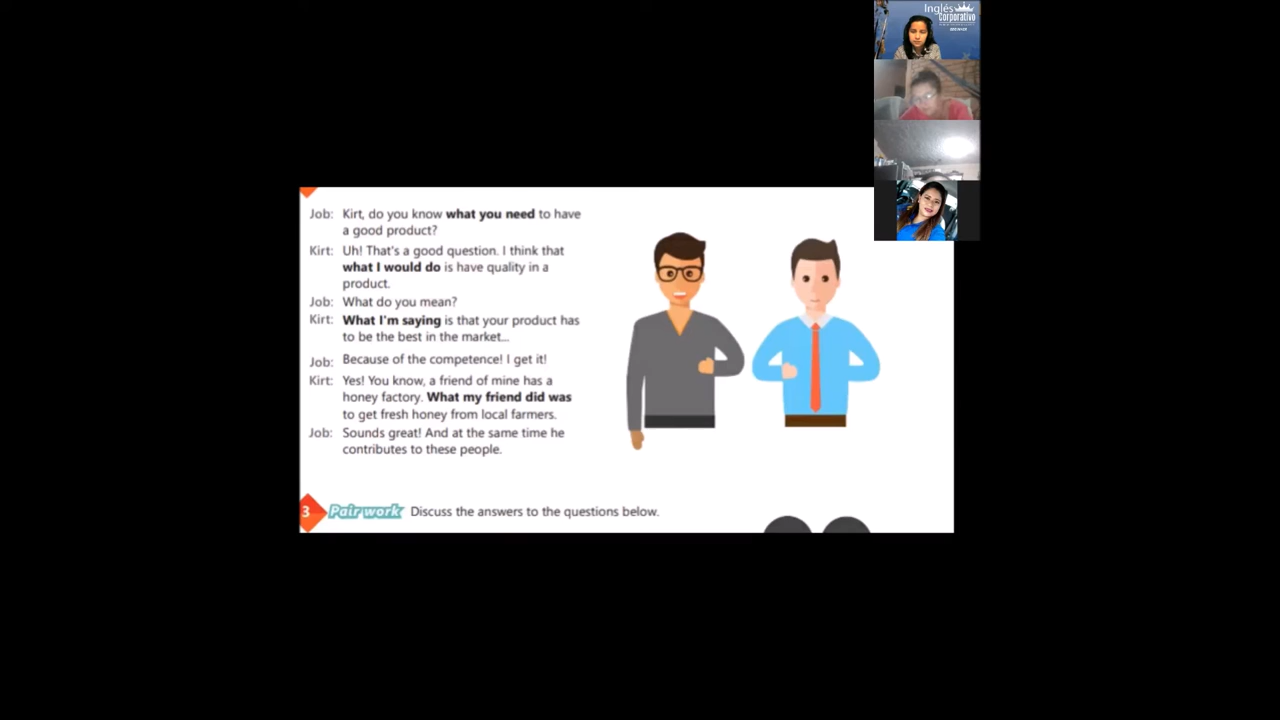 Inglés
Corporativo
Job: Kirt, do you know what you need to have
a good product?
Kirt: Uh! That's a good question. I think that
what I would do is have quality in a
product.
Job: What do you mean?
Kirt: What I'm saying is that your product has
to be the best in the market...
Job: Because of the competence! I get it!
Kirt: Yes! You know, a friend of mine has a
honey factory. What my friend did was
to get fresh honey from local farmers.
Job: Sounds great! And at the same time he
contributes to these people.
3 Pair work Discuss the answers to the questions below.